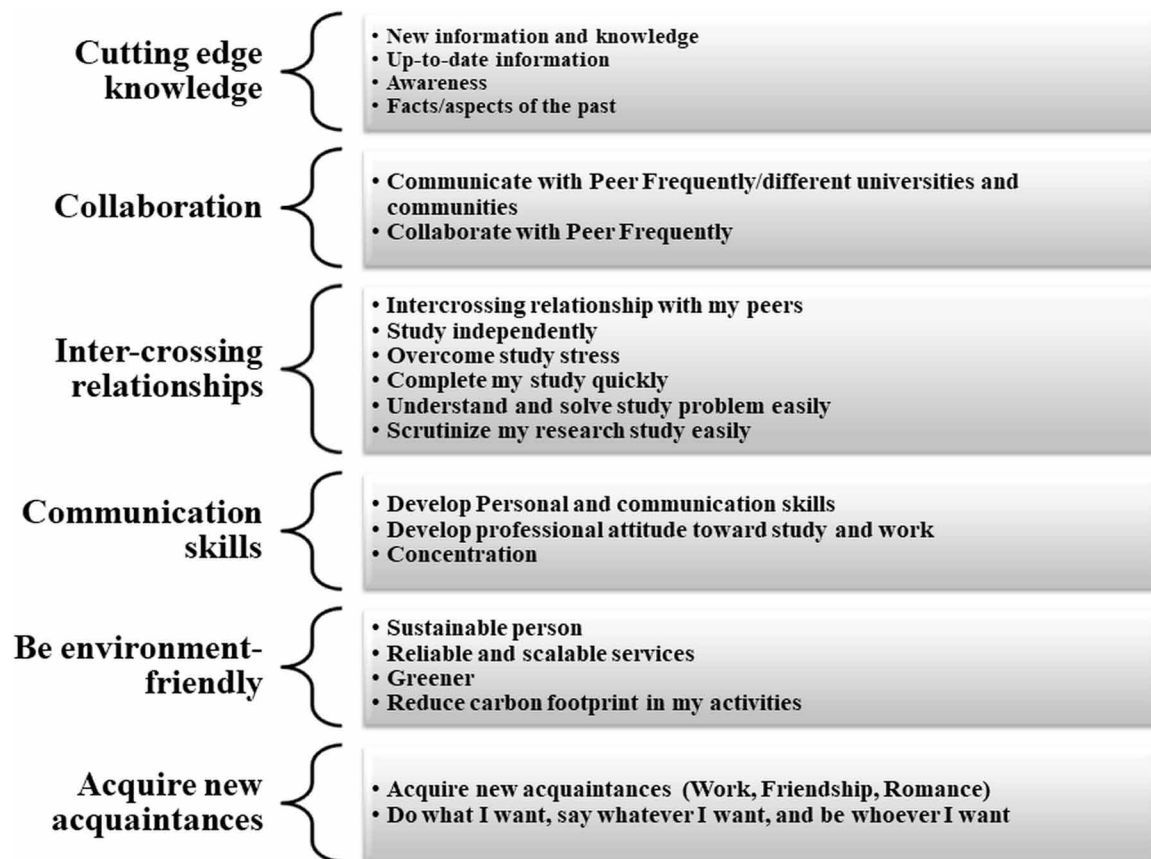 Cutting edge
knowledge
• New information and knowledge
• Up-to-date information
• Awareness
• Facts/aspects of the past
Collaboration
• Communicate with Peer Frequently/different universities and
communities
• Collaborate with Peer Frequently
Inter-crossing
relationships
• Intercrossing relationship with my peers
• Study independently
• Overcome study stress
• Complete my study quickly
• Understand and solve study problem easily
• Scrutinize my research study easily
Communication
skills
• Develop Personal and communication skills
• Develop professional attitude toward study and work
• Concentration
Be environment-
friendly
• Sustainable person
• Reliable and scalable services
• Greener
• Reduce carbon footprint in my activities
Acquire new
acquaintances
• Acquire new acquaintances (Work, Friendship, Romance)
• Do what I want, say whatever I want, and be whoever I want